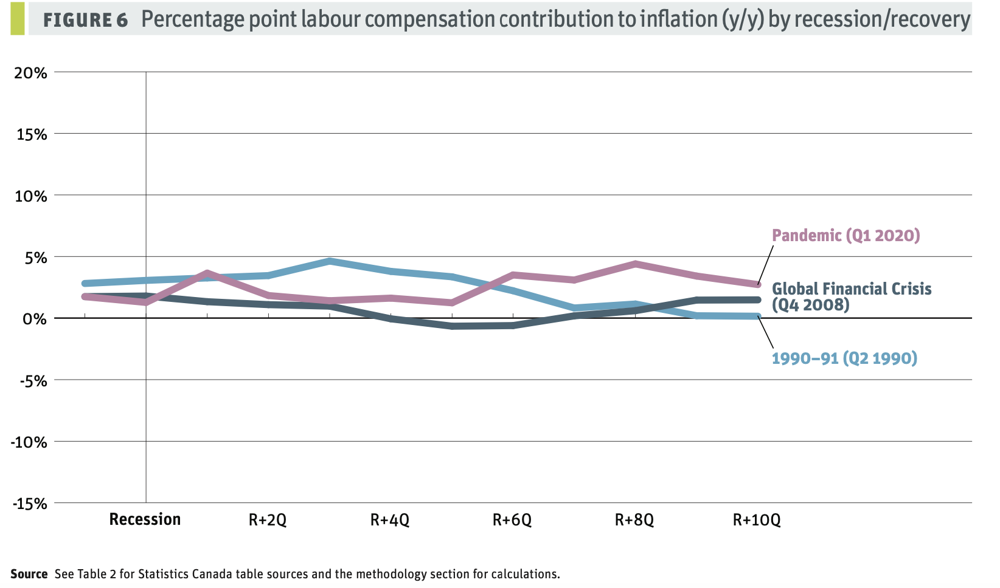 FIGURE 6 Percentage point labour compensation contribution to inflation (y/y) by recession/recovery
20%
15%
10%
5%
0%
-5%
-10%
-15%
Pandemic (Q1 2020)
Global Financial Crisis
(Q4 2008)
1990–91 (Q2 1990)
Recession R+2Q R+4Q R+6Q R+8Q R+10Q
Source See Table 2 for Statistics Canada table sources and the methodology section for calculations.